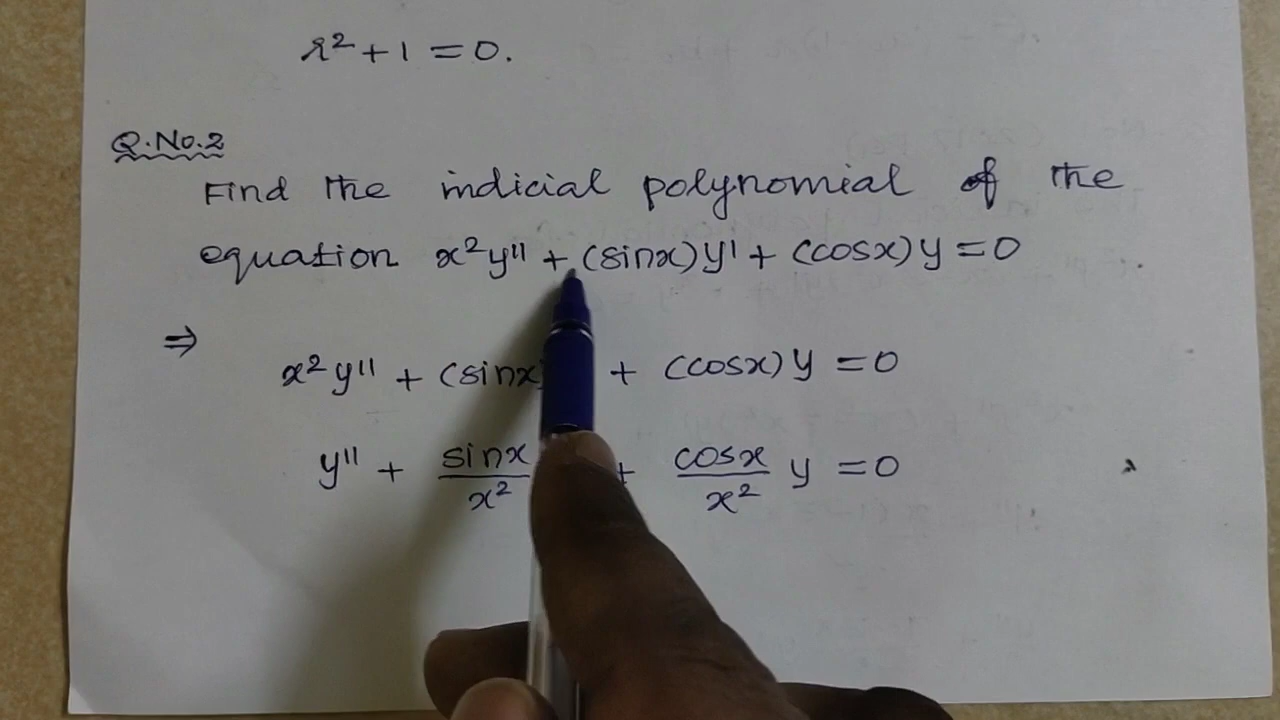 r² + 1 = 0.
Q.No.2
Find the indicial polynomial of the
equation x²y'' + (sinx)y' + (cosx)y = 0
⇒
x²y'' + (sinx) + (cosx)y = 0
y'' + sinx/x² + cosx/x² y = 0